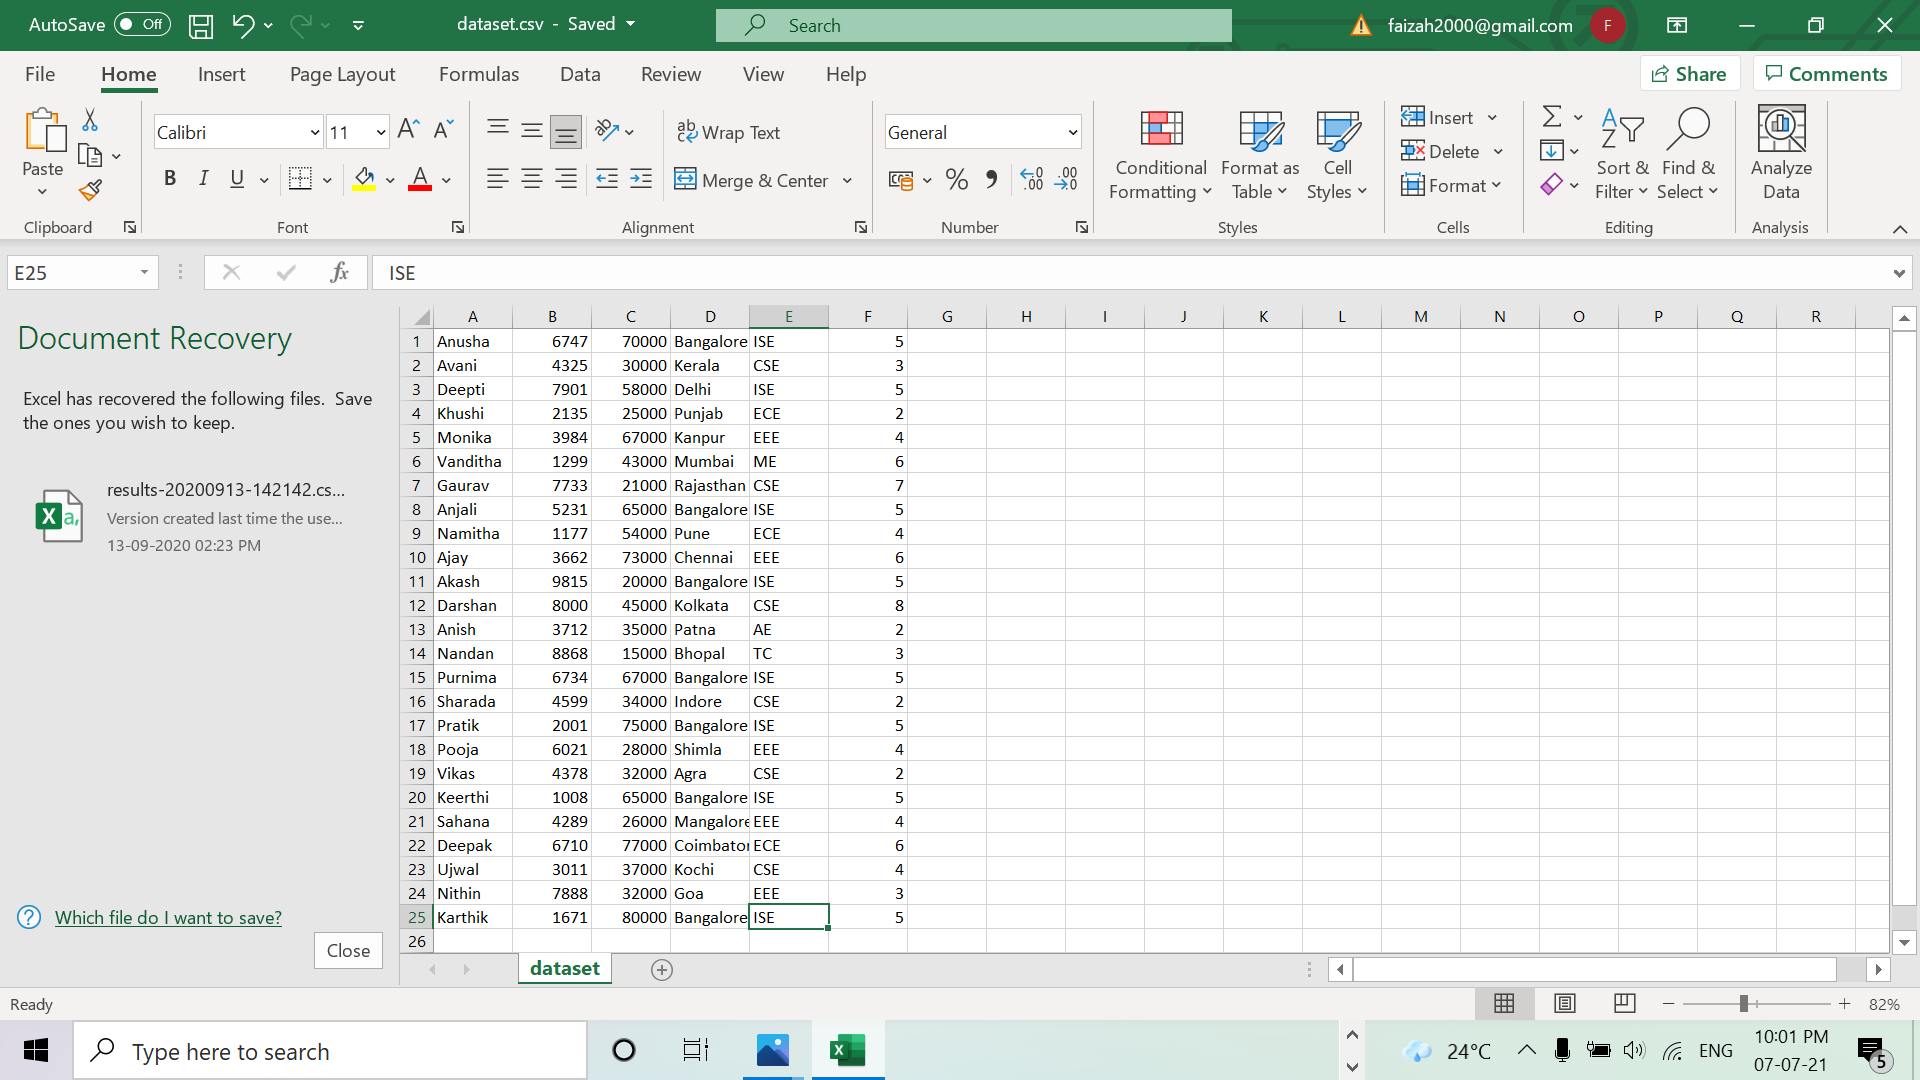 AutoSave Off dataset.csv - Saved Search faizah2000@gmail.com F
File Home Insert Page Layout Formulas Data Review View Help Share Comments
Paste Calibri 11 Wrap Text General Conditional Formatting Format as Table Cell Styles Insert Sort & Filter Find & Select Analyze Data
B I U Merge & Center % Delete
Format
Clipboard Font Alignment Number Styles Cells Editing Analysis
E25 fx ISE
Document Recovery
Excel has recovered the following files. Save
the ones you wish to keep.
results-20200913-142142.cs...
Version created last time the use...
13-09-2020 02:23 PM
Which file do I want to save?
Close
A B C D E F G H I J K L M N O P Q R
1 Anusha 6747 70000 Bangalore ISE 5
2 Avani 4325 30000 Kerala CSE 3
3 Deepti 7901 58000 Delhi ISE 5
4 Khushi 2135 25000 Punjab ECE 2
5 Monika 3984 67000 Kanpur EEE 4
6 Vanditha 1299 43000 Mumbai ME 6
7 Gaurav 7733 21000 Rajasthan CSE 7
8 Anjali 5231 65000 Bangalore ISE 5
9 Namitha 1177 54000 Pune ECE 4
10 Ajay 3662 73000 Chennai EEE 6
11 Akash 9815 20000 Bangalore ISE 5
12 Darshan 8000 45000 Kolkata CSE 8
13 Anish 3712 35000 Patna AE 2
14 Nandan 8868 15000 Bhopal TC 3
15 Purnima 6734 67000 Bangalore ISE 5
16 Sharada 4599 34000 Indore CSE 2
17 Pratik 2001 75000 Bangalore ISE 5
18 Pooja 6021 28000 Shimla EEE 4
19 Vikas 4378 32000 Agra CSE 2
20 Keerthi 1008 65000 Bangalore ISE 5
21 Sahana 4289 26000 Mangalore EEE 4
22 Deepak 6710 77000 Coimbator ECE 6
23 Ujwal 3011 37000 Kochi CSE 4
24 Nithin 7888 32000 Goa EEE 3
25 Karthik 1671 80000 Bangalore ISE 5
26
dataset
Ready 82%
Type here to search 24°C ENG 10:01 PM
07-07-21 5